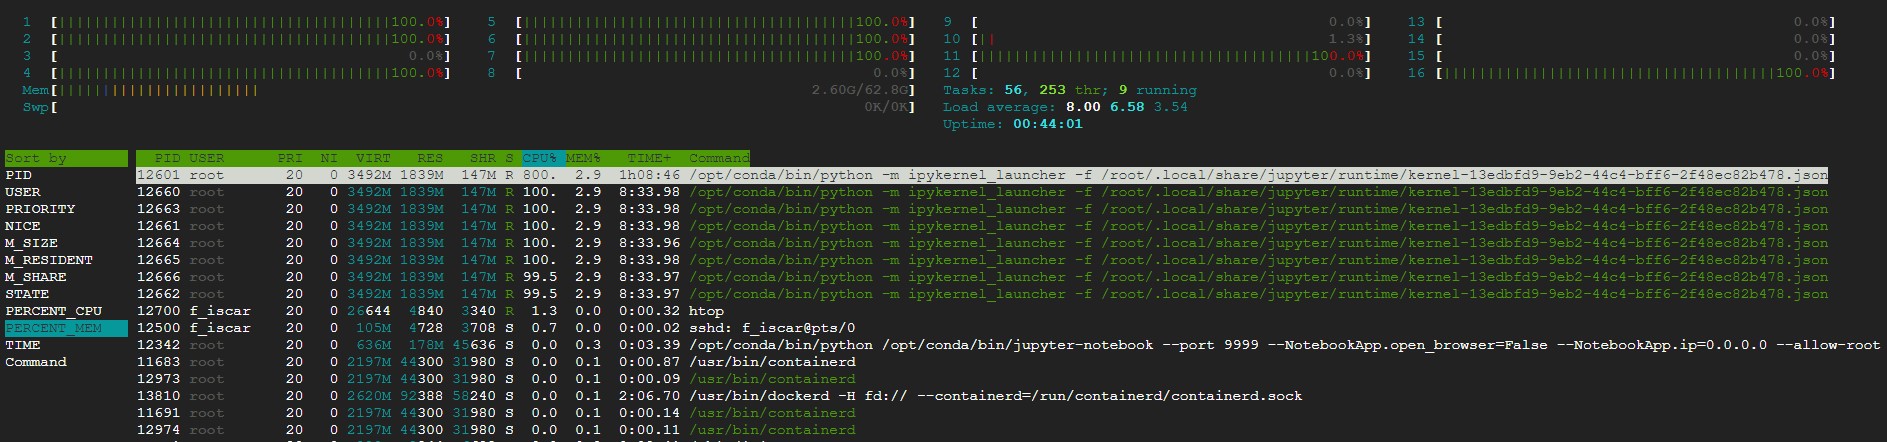 1 [||||||||||||||||||||||||||||||||||100.0%] 5 [||||||||||||||||||||||||||||||||||100.0%] 9 [ 0.0%] 13 [ 0.0%]
2 [||||||||||||||||||||||||||||||||||100.0%] 6 [||||||||||||||||||||||||||||||||||100.0%] 10 [|| 1.3%] 14 [ 0.0%]
3 [ 0.0%] 7 [||||||||||||||||||||||||||||||||||100.0%] 11 [||||||||||||||||||||||||||||||||||100.0%] 15 [ 0.0%]
4 [||||||||||||||||||||||||||||||||||100.0%] 8 [ 0.0%] 12 [ 0.0%] 16 [||||||||||||||||||||||||||||||||||100.0%]
Mem[||||||||||||||||||||| 2.60G/62.8G] Tasks: 56, 253 thr; 9 running
Swp[ 0K/0K] Load average: 8.00 6.58 3.54
Uptime: 00:44:01
Sort by PID USER PRI NI VIRT RES SHR S CPU% MEM% TIME+ Command
PID 12601 root 20 0 3492M 1839M 147M R 800. 2.9 1h08:46 /opt/conda/bin/python -m ipykernel_launcher -f /root/.local/share/jupyter/runtime/kernel-13edbfd9-9eb2-44c4-bff6-2f48ec82b478.json
USER 12660 root 20 0 3492M 1839M 147M R 100. 2.9 8:33.98 /opt/conda/bin/python -m ipykernel_launcher -f /root/.local/share/jupyter/runtime/kernel-13edbfd9-9eb2-44c4-bff6-2f48ec82b478.json
PRIORITY 12663 root 20 0 3492M 1839M 147M R 100. 2.9 8:33.98 /opt/conda/bin/python -m ipykernel_launcher -f /root/.local/share/jupyter/runtime/kernel-13edbfd9-9eb2-44c4-bff6-2f48ec82b478.json
NICE 12661 root 20 0 3492M 1839M 147M R 100. 2.9 8:33.98 /opt/conda/bin/python -m ipykernel_launcher -f /root/.local/share/jupyter/runtime/kernel-13edbfd9-9eb2-44c4-bff6-2f48ec82b478.json
M_SIZE 12664 root 20 0 3492M 1839M 147M R 100. 2.9 8:33.96 /opt/conda/bin/python -m ipykernel_launcher -f /root/.local/share/jupyter/runtime/kernel-13edbfd9-9eb2-44c4-bff6-2f48ec82b478.json
M_RESIDENT 12665 root 20 0 3492M 1839M 147M R 100. 2.9 8:33.98 /opt/conda/bin/python -m ipykernel_launcher -f /root/.local/share/jupyter/runtime/kernel-13edbfd9-9eb2-44c4-bff6-2f48ec82b478.json
M_SHARE 12666 root 20 0 3492M 1839M 147M R 99.5 2.9 8:33.97 /opt/conda/bin/python -m ipykernel_launcher -f /root/.local/share/jupyter/runtime/kernel-13edbfd9-9eb2-44c4-bff6-2f48ec82b478.json
STATE 12662 root 20 0 3492M 1839M 147M R 99.5 2.9 8:33.97 /opt/conda/bin/python -m ipykernel_launcher -f /root/.local/share/jupyter/runtime/kernel-13edbfd9-9eb2-44c4-bff6-2f48ec82b478.json
PERCENT_CPU 12700 f_iscar 20 0 26644 4840 3340 R 1.3 0.0 0:00.32 htop
PERCENT_MEM 12500 f_iscar 20 0 105M 4728 3708 S 0.7 0.0 0:00.02 sshd: f_iscar@pts/0
TIME 12342 root 20 0 636M 178M 45636 S 0.0 0.3 0:03.39 /opt/conda/bin/python /opt/conda/bin/jupyter-notebook --port 9999 --NotebookApp.open_browser=False --NotebookApp.ip=0.0.0.0 --allow-root
Command 11683 root 20 0 2197M 44300 31980 S 0.0 0.1 0:00.87 /usr/bin/containerd
12973 root 20 0 2197M 44300 31980 S 0.0 0.1 0:00.09 /usr/bin/containerd
13810 root 20 0 2620M 92388 58240 S 0.0 0.1 2:06.70 /usr/bin/dockerd -H fd:// --containerd=/run/containerd/containerd.sock
11691 root 20 0 2197M 44300 31980 S 0.0 0.1 0:00.14 /usr/bin/containerd
12974 root 20 0 2197M 44300 31980 S 0.0 0.1 0:00.11 /usr/bin/containerd